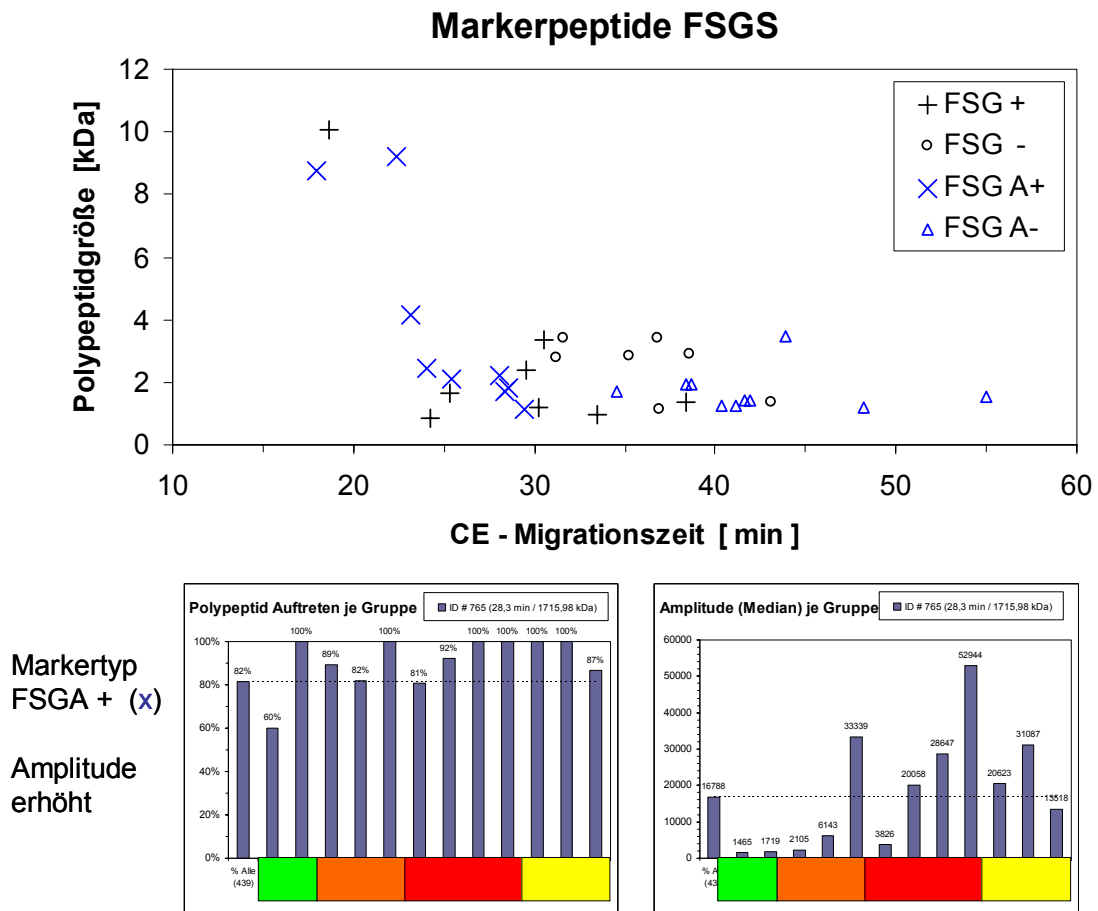 Markerpeptide FSGS
12
10
8
6
4
2
0
Polypeptidgröße [kDa]
10 20 30 40 50 60
CE - Migrationszeit [ min ]
FSG +
FSG -
FSG A+
FSG A-
Markertyp
FSGA + (x)
Amplitude
erhöht
Polypeptid Auftreten je Gruppe
ID # 765 (28,3 min / 1715,98 kDa)
100%
80%
60%
40%
20%
0%
82% 60% 100% 89% 82% 100% 81% 92% 100% 100% 100% 100% 87%
% Alle
(439)
Amplitude (Median) je Gruppe
ID # 765 (28,3 min / 1715,98 kDa)
60000
50000
40000
30000
20000
10000
0
16788 1465 1719 2105 6143 33339 3826 20058 28647 52944 20623 31087 13518
% A
(43